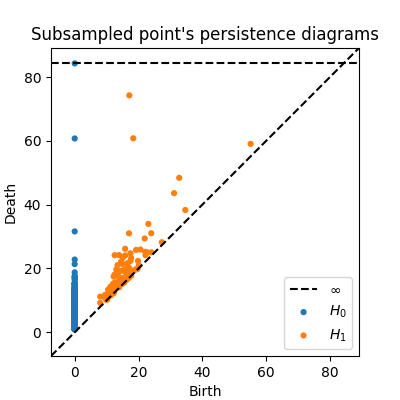 Subsampled point's persistence diagrams
Death
80
60
40
20
0
∞
H₀
H₁
0 20 40 60 80
Birth